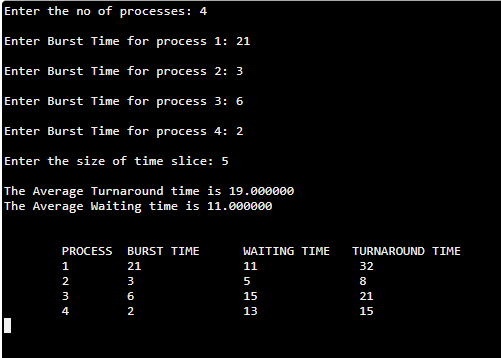 Enter the no of processes: 4
Enter Burst Time for process 1: 21
Enter Burst Time for process 2: 3
Enter Burst Time for process 3: 6
Enter Burst Time for process 4: 2
Enter the size of time slice: 5
The Average Turnaround time is 19.000000
The Average Waiting time is 11.000000
PROCESS BURST TIME WAITING TIME TURNAROUND TIME
1 21 11 32
2 3 5 8
3 6 15 21
4 2 13 15